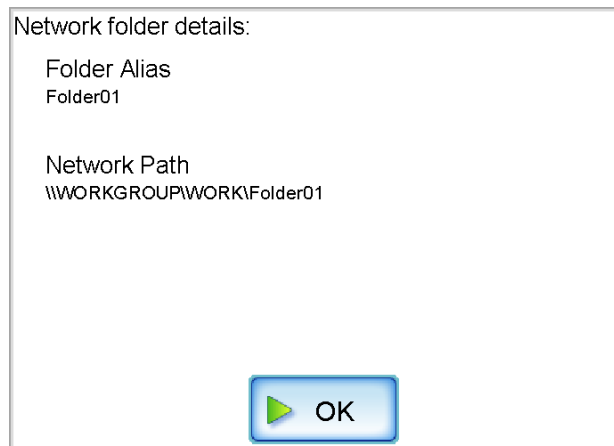 Network folder details:
Folder Alias
Folder01
Network Path
\\WORKGROUP\WORK\Folder01
OK